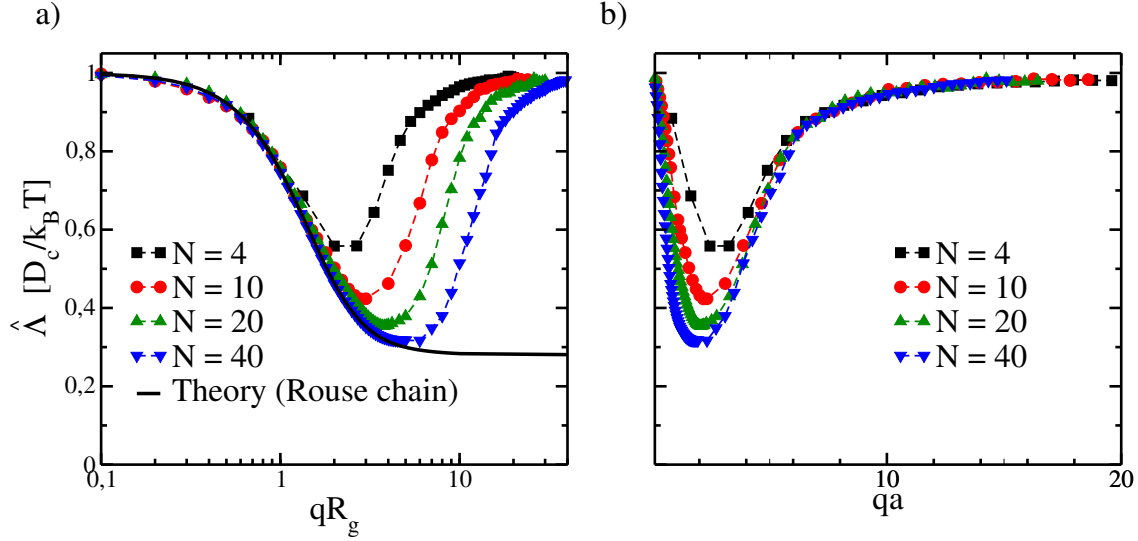 a)
b)
1
0,8
0,6
0,4
0,2
0
Λ̂ [D_c/k_B T]
N = 4
N = 10
N = 20
N = 40
Theory (Rouse chain)
0,1
1
10
qR_g
N = 4
N = 10
N = 20
N = 40
10
20
qa